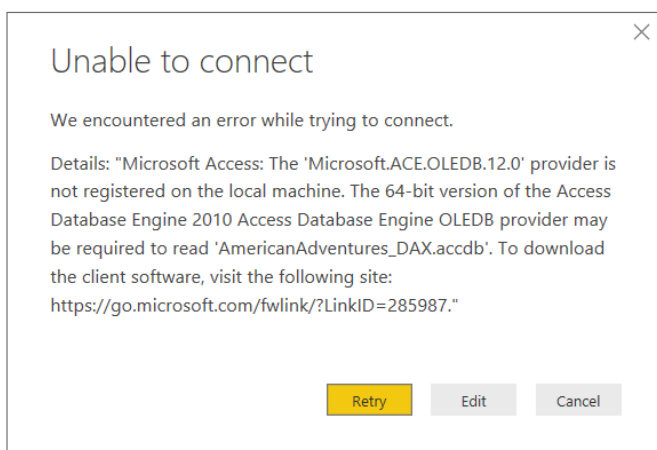 Unable to connect
We encountered an error while trying to connect.
Details: "Microsoft Access: The 'Microsoft.ACE.OLEDB.12.0' provider is
not registered on the local machine. The 64-bit version of the Access
Database Engine 2010 Access Database Engine OLEDB provider may
be required to read 'AmericanAdventures_DAX.accdb'. To download
the client software, visit the following site:
https://go.microsoft.com/fwlink/?LinkID=285987."
Retry Edit Cancel